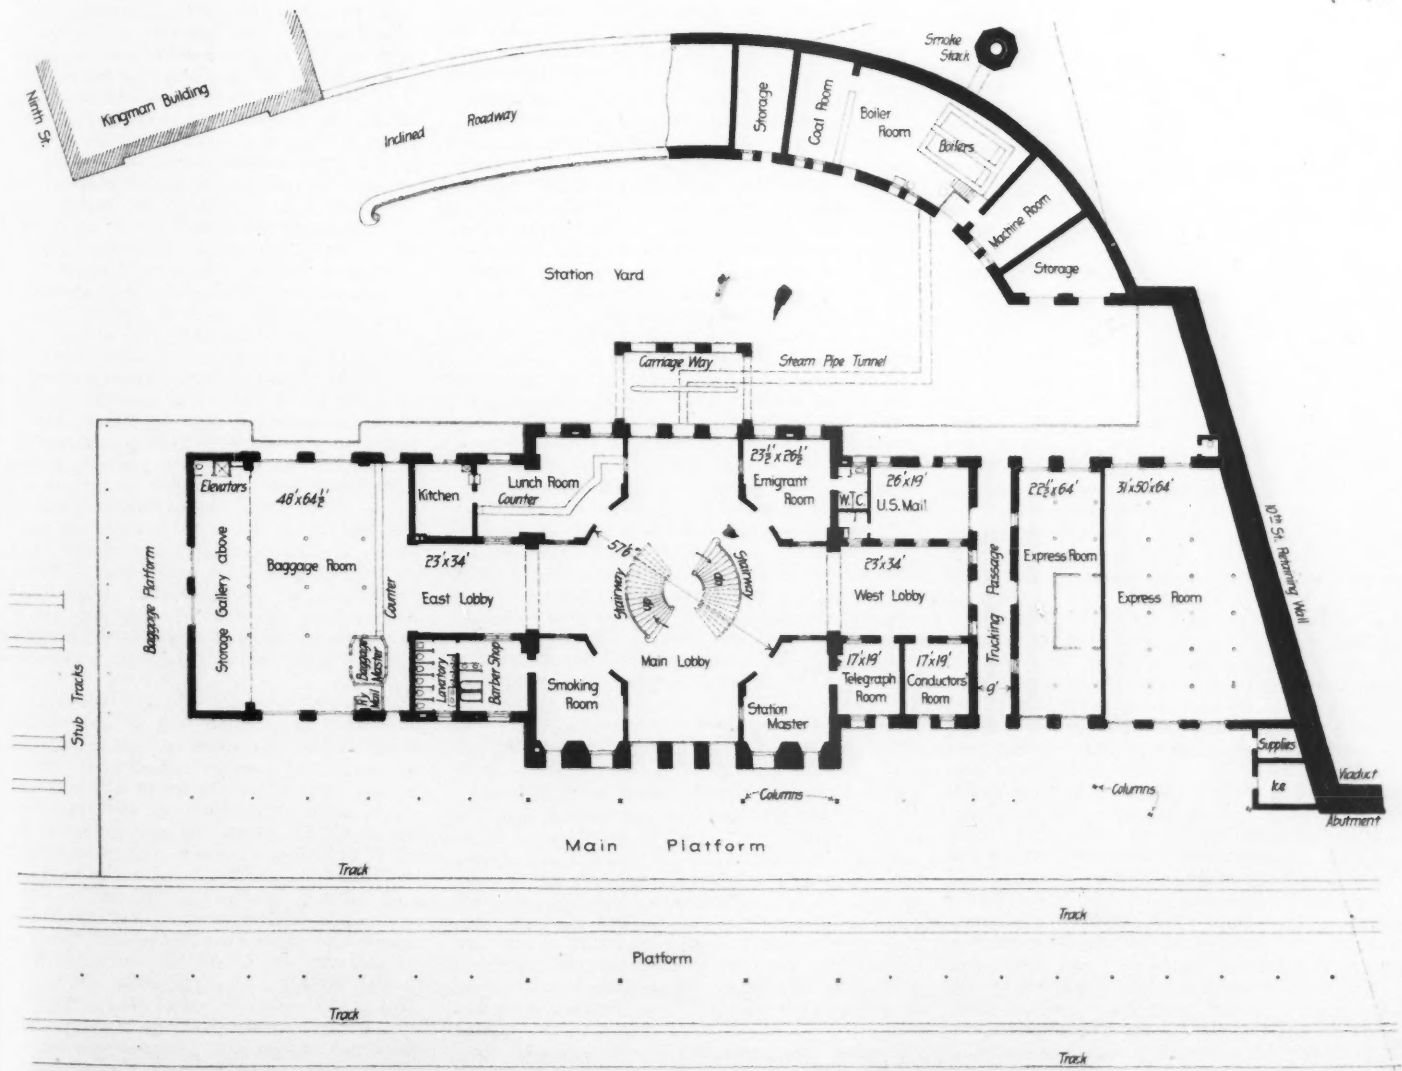 Smoke
Stack
Ninth St.
Kingman Building
Inclined Roadway
Storage
Coal Room
Boiler
Room
Boilers
Machine Room
Storage
Station Yard
Carriage Way
Steam Pipe Tunnel
Elevators
48'x64½'
Kitchen
Lunch Room
Counter
23½'x26½'
Emigrant
Room
W.C.
26'x19'
U.S. Mail
22½'x64'
31'x50'x64'
10th St. Retaining Wall
Baggage Platform
Storage Gallery above
Baggage Room
Counter
23'x34'
East Lobby
Stairway
up
Stairway
up
Main Lobby
23'x34'
West Lobby
Trucking Passage
9'
Express Room
Express Room
Stub Tracks
Baggage
Master
R'y
Mail
Lavatory
Barber Shop
Smoking
Room
Station
Master
17'x19'
Telegraph
Room
17'x19'
Conductors'
Room
Supplies
Ice
Viaduct
Abutment
Columns
Columns
Main Platform
Track
Track
Platform
Track
Track